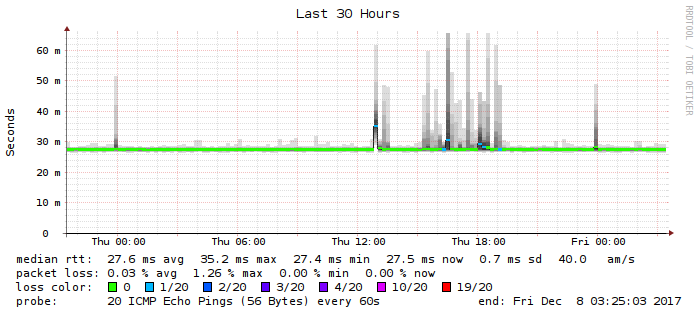 Last 30 Hours
RRDTOOL / TOBI OETIKER
Seconds
60 m
50 m
40 m
30 m
20 m
10 m
0
Thu 00:00 Thu 06:00 Thu 12:00 Thu 18:00 Fri 00:00
median rtt: 27.6 ms avg 35.2 ms max 27.4 ms min 27.5 ms now 0.7 ms sd 40.0 am/s
packet loss: 0.03 % avg 1.26 % max 0.00 % min 0.00 % now
loss color: 0 1/20 2/20 3/20 4/20 10/20 19/20
probe: 20 ICMP Echo Pings (56 Bytes) every 60s end: Fri Dec 8 03:25:03 2017